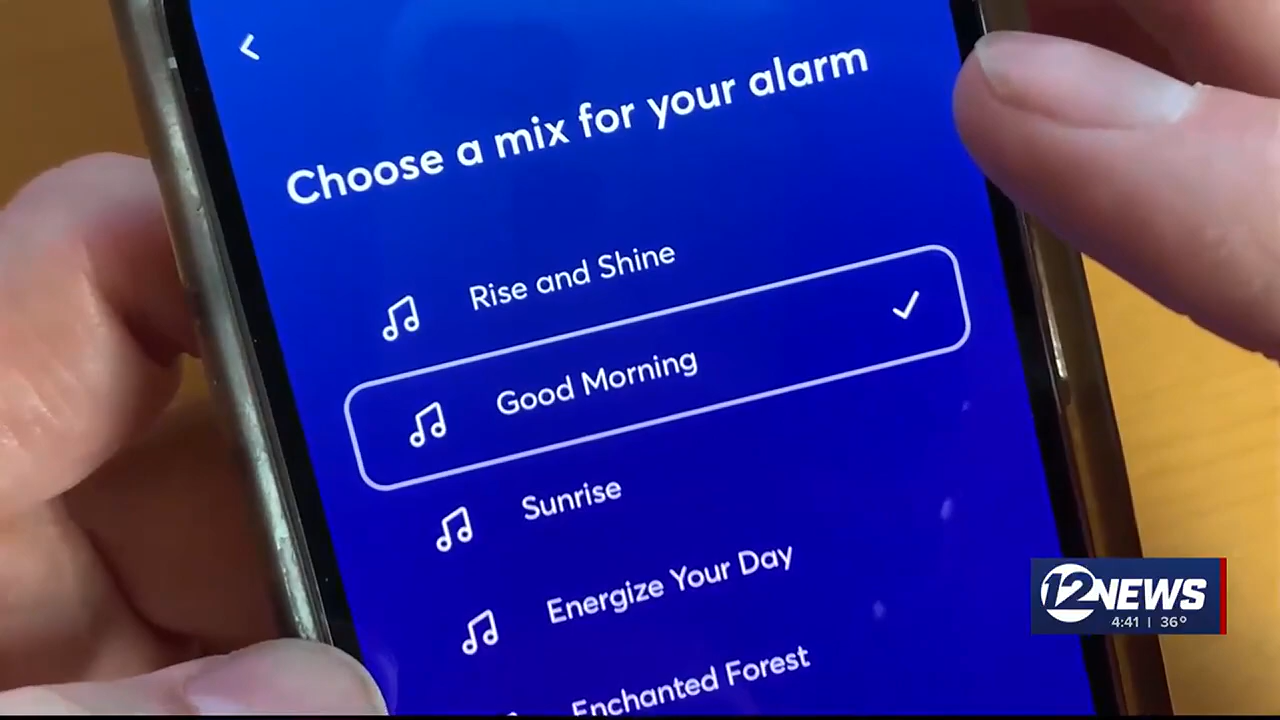 Choose a mix for your alarm
Rise and Shine
Good Morning
Sunrise
Energize Your Day
Enchanted Forest
12NEWS
4:41 | 36°